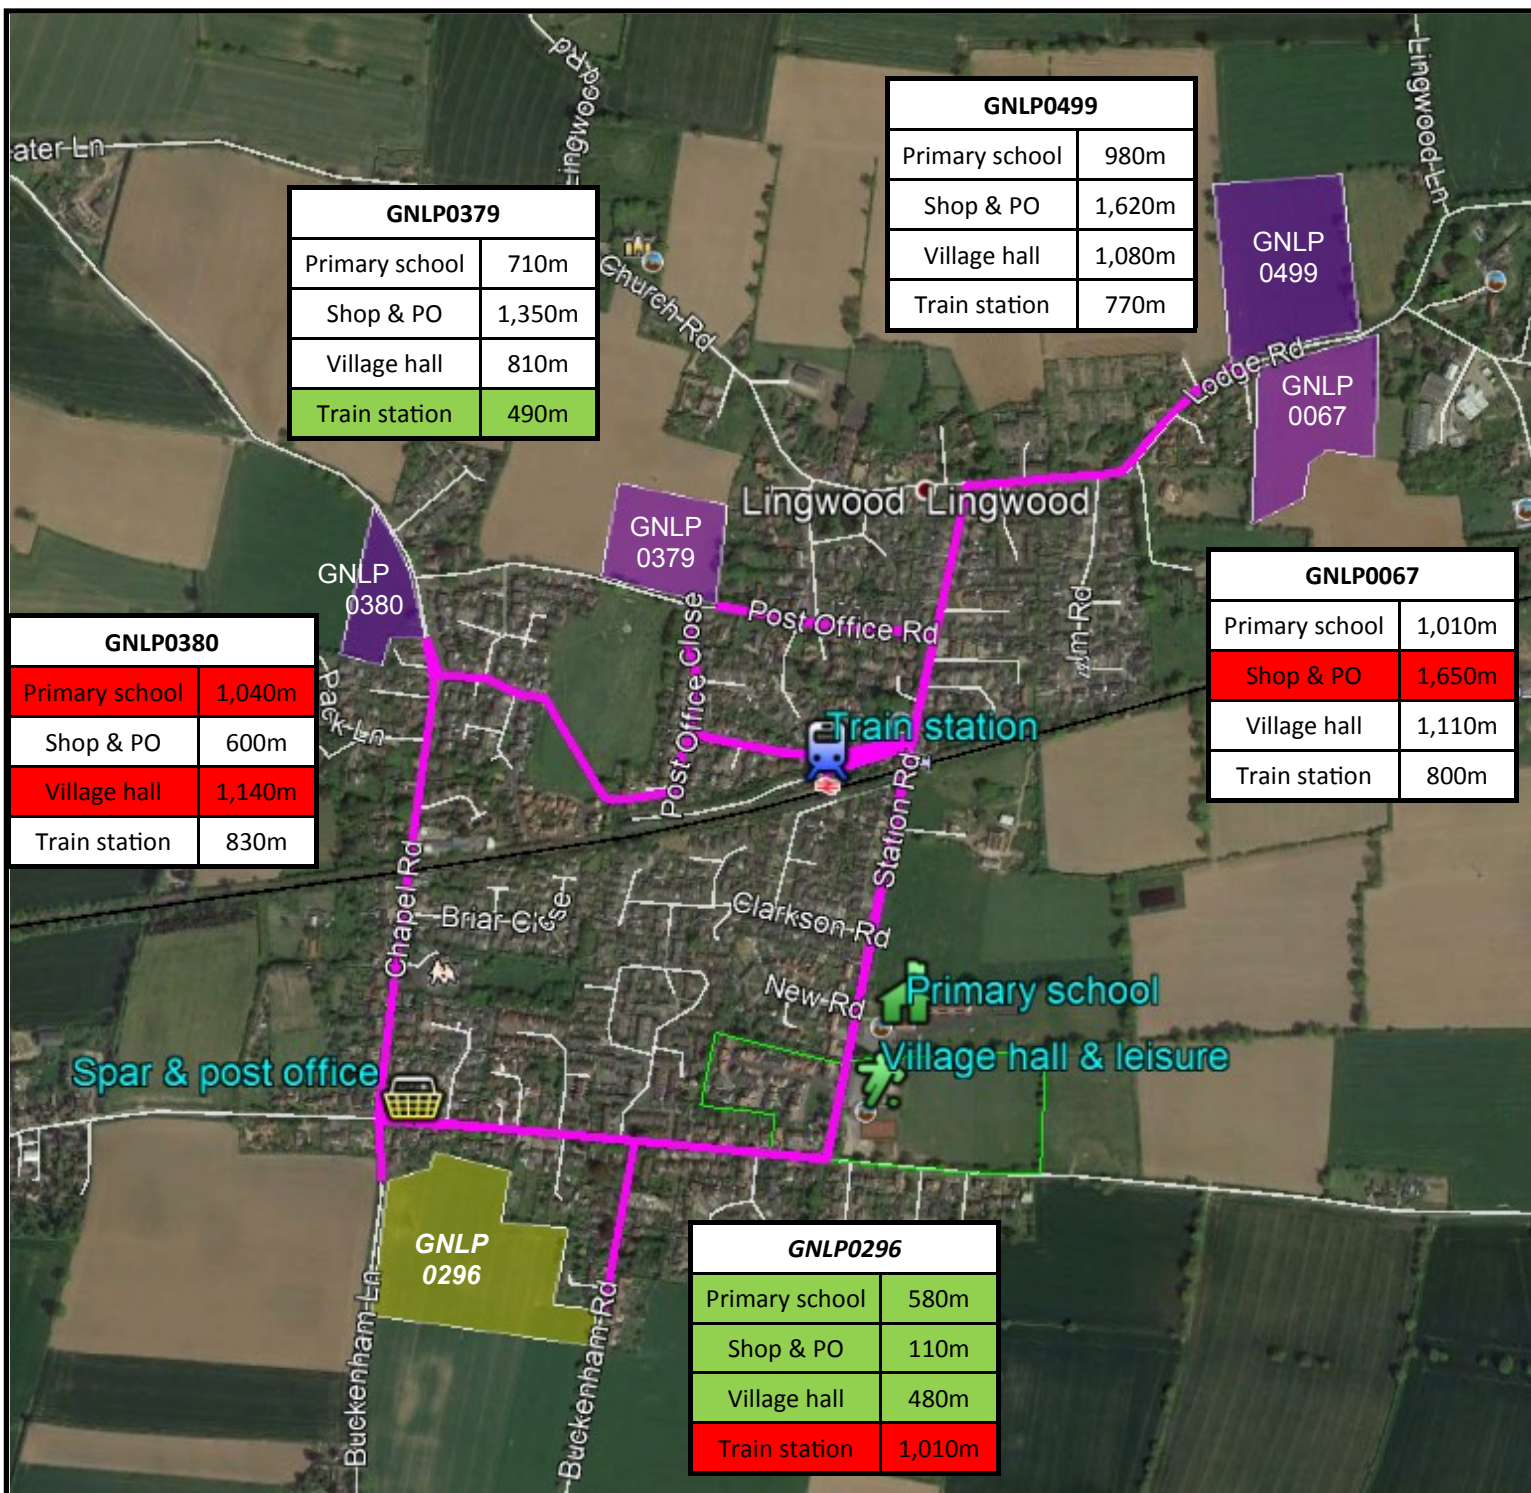 Lingwood Rd
Lingwood Ln
ater Ln
GNLP0499
Primary school 980m
Shop & PO 1,620m
Village hall 1,080m
Train station 770m
GNLP0379
Primary school 710m
Shop & PO 1,350m
Village hall 810m
Train station 490m
Church Rd
GNLP
0499
Lodge Rd
GNLP
0067
Lingwood Lingwood
GNLP
0379
GNLP
0380
GNLP0067
Primary school 1,010m
Shop & PO 1,650m
Village hall 1,110m
Train station 800m
Post Office Rd
Post Office Close
GNLP0380
Primary school 1,040m
Shop & PO 600m
Village hall 1,140m
Train station 830m
Pack Ln
Train station
Station Rd
Chapel Rd
Briar Close
Clarkson Rd
New Rd
Primary school
Village hall & leisure
Spar & post office
GNLP
0296
Buckenham Ln
Buckenham Rd
GNLP0296
Primary school 580m
Shop & PO 110m
Village hall 480m
Train station 1,010m